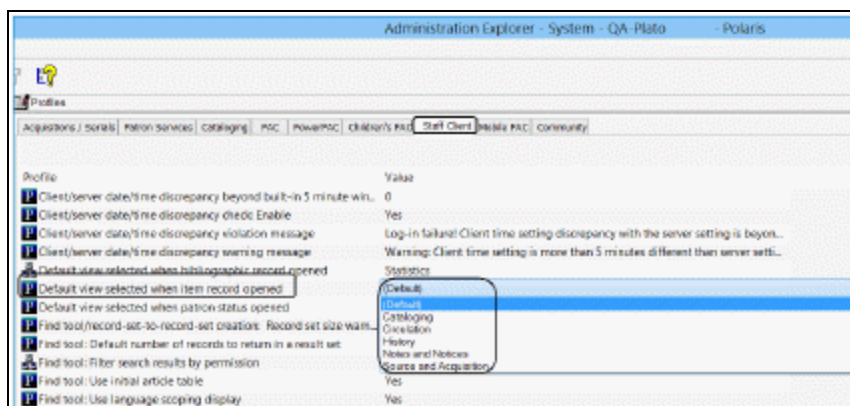 Administration Explorer - System - QA-Plato - Polaris
Profiles
Acquisitions / Serials Patron Services Cataloging PAC PowerPAC Children's PAC Staff Client Mobile PAC Community
Profile Value
Client/server date/time discrepancy beyond built-in 5 minute win... 0
Client/server date/time discrepancy check: Enable Yes
Client/server date/time discrepancy violation message Log-in failure! Client time setting discrepancy with the server setting is beyon...
Client/server date/time discrepancy warning message Warning: Client time setting is more than 5 minutes different than server setti...
Default view selected when bibliographic record opened Statistics
Default view selected when item record opened (Default)
Default view selected when patron status opened (Default)
Cataloging
Find tool/record-set-to-record-set creation: Record set size warn... Circulation
Find tool: Default number of records to return in a result set History
Notes and Notices
Find tool: Filter search results by permission Source and Acquisition
Find tool: Use initial article table Yes
Find tool: Use language scoping display Yes